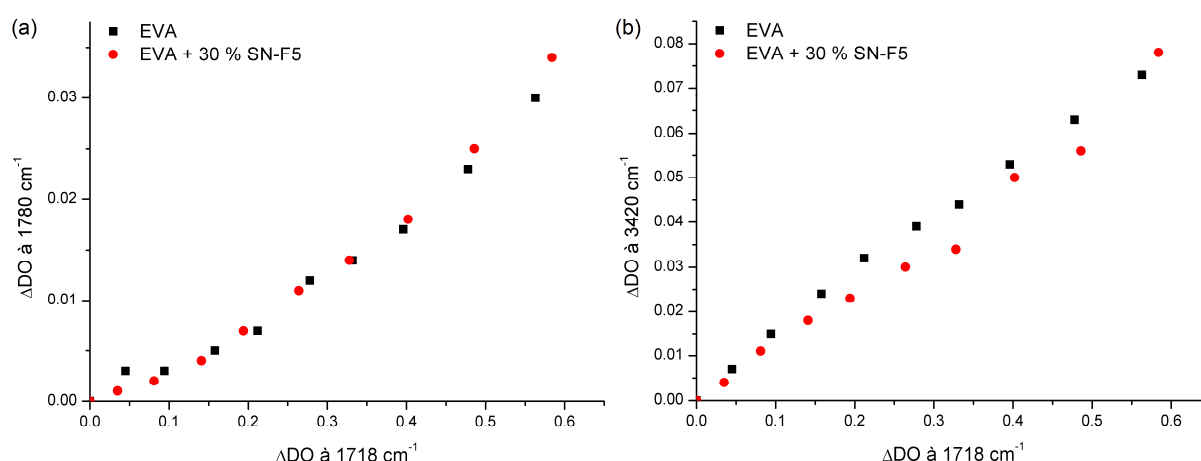 (a)
EVA
EVA + 30 % SN-F5
ΔDO à 1780 cm⁻¹
0.03
0.02
0.01
0.00
0.0 0.1 0.2 0.3 0.4 0.5 0.6
ΔDO à 1718 cm⁻¹
(b)
EVA
EVA + 30 % SN-F5
ΔDO à 3420 cm⁻¹
0.08
0.07
0.06
0.05
0.04
0.03
0.02
0.01
0.00
0.0 0.1 0.2 0.3 0.4 0.5 0.6
ΔDO à 1718 cm⁻¹